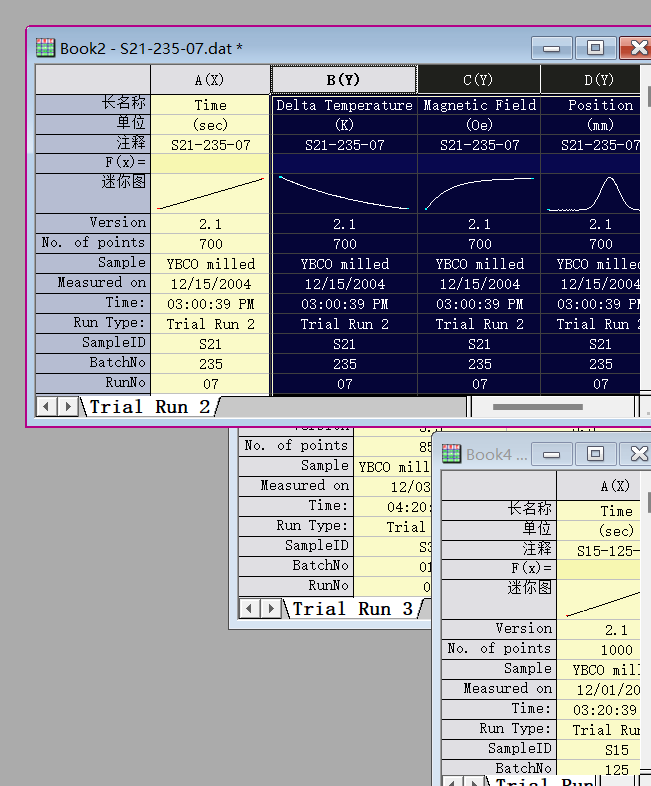 Book2 - S21-235-07.dat *
A(X) B(Y) C(Y) D(Y)
长名称 Time Delta Temperature Magnetic Field Position
单位 (sec) (K) (Oe) (mm)
注释 S21-235-07 S21-235-07 S21-235-07 S21-235-07
F(x)=
迷你图
Version 2.1 2.1 2.1 2.1
No. of points 700 700 700 700
Sample YBCO milled YBCO milled YBCO milled YBCO milled
Measured on 12/15/2004 12/15/2004 12/15/2004 12/15/2004
Time: 03:00:39 PM 03:00:39 PM 03:00:39 PM 03:00:39 P
Run Type: Trial Run 2 Trial Run 2 Trial Run 2 Trial Run 2
SampleID S21 S21 S21 S21
BatchNo 235 235 235 235
RunNo 07 07 07 07
Trial Run 2
No. of points 85
Sample YBCO mill
Measured on 12/03
Time: 04:20:
Run Type: Trial
SampleID S
BatchNo 01
RunNo 0
Trial Run 3
Book4 ...
A(X)
长名称 Time
单位 (sec)
注释 S15-125-
F(x)=
迷你图
Version 2.1
No. of points 1000
Sample YBCO mill
Measured on 12/01/20
Time: 03:20:39
Run Type: Trial Run
SampleID S15
BatchNo 125
Trial Run